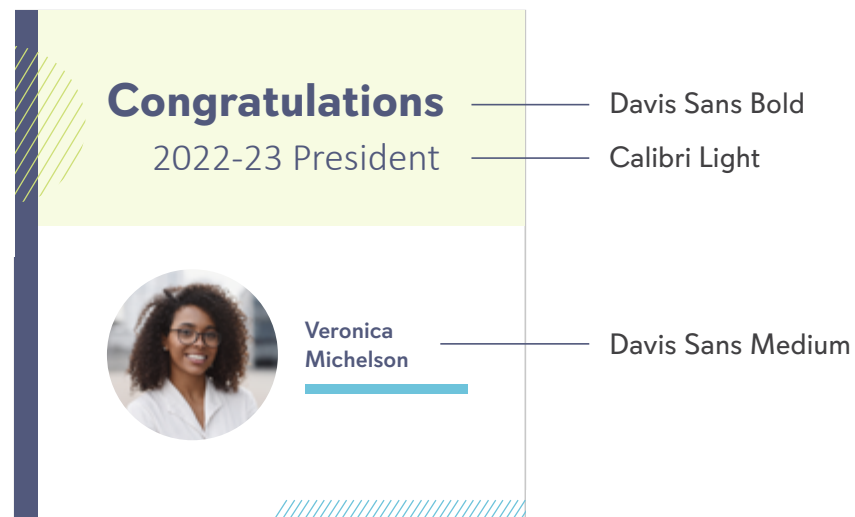 Congratulations
Davis Sans Bold
2022-23 President
Calibri Light
Veronica
Michelson
Davis Sans Medium